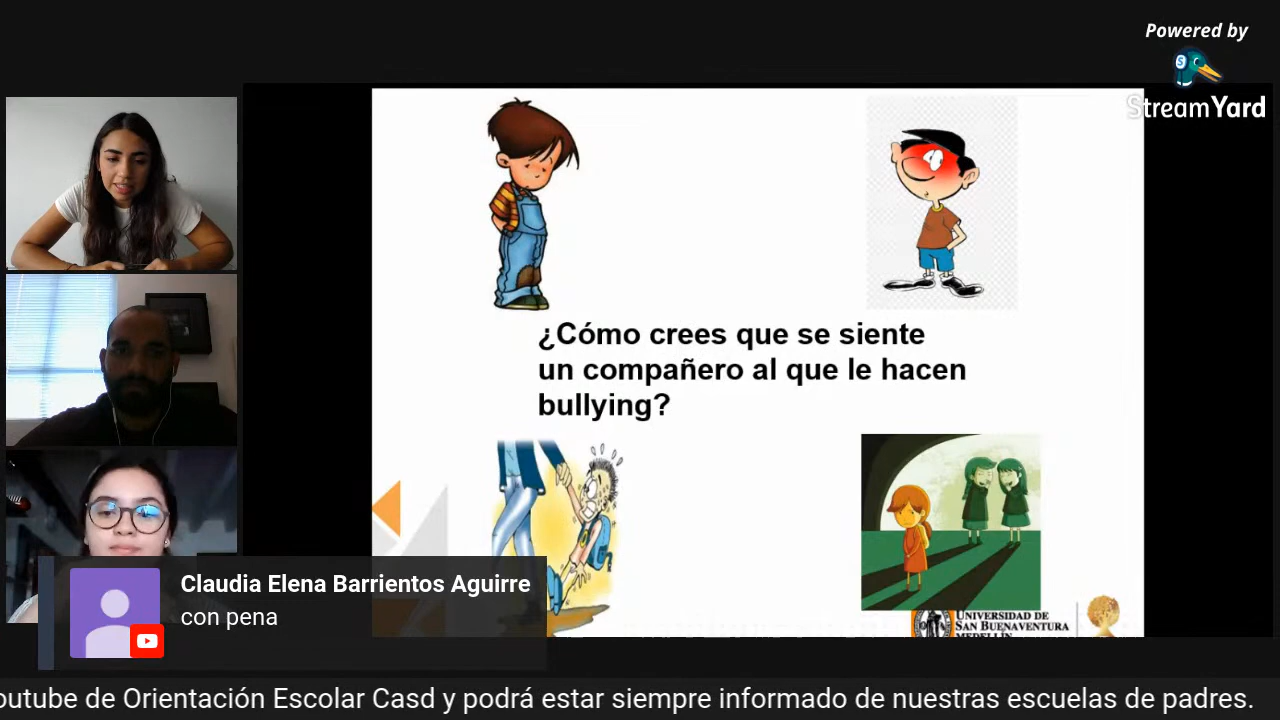 Powered by
StreamYard
¿Cómo crees que se siente
un compañero al que le hacen
bullying?
UNIVERSIDAD DE
SAN BUENAVENTURA
MEDELLÍN
Claudia Elena Barrientos Aguirre
con pena
outube de Orientación Escolar Casd y podrá estar siempre informado de nuestras escuelas de padres.